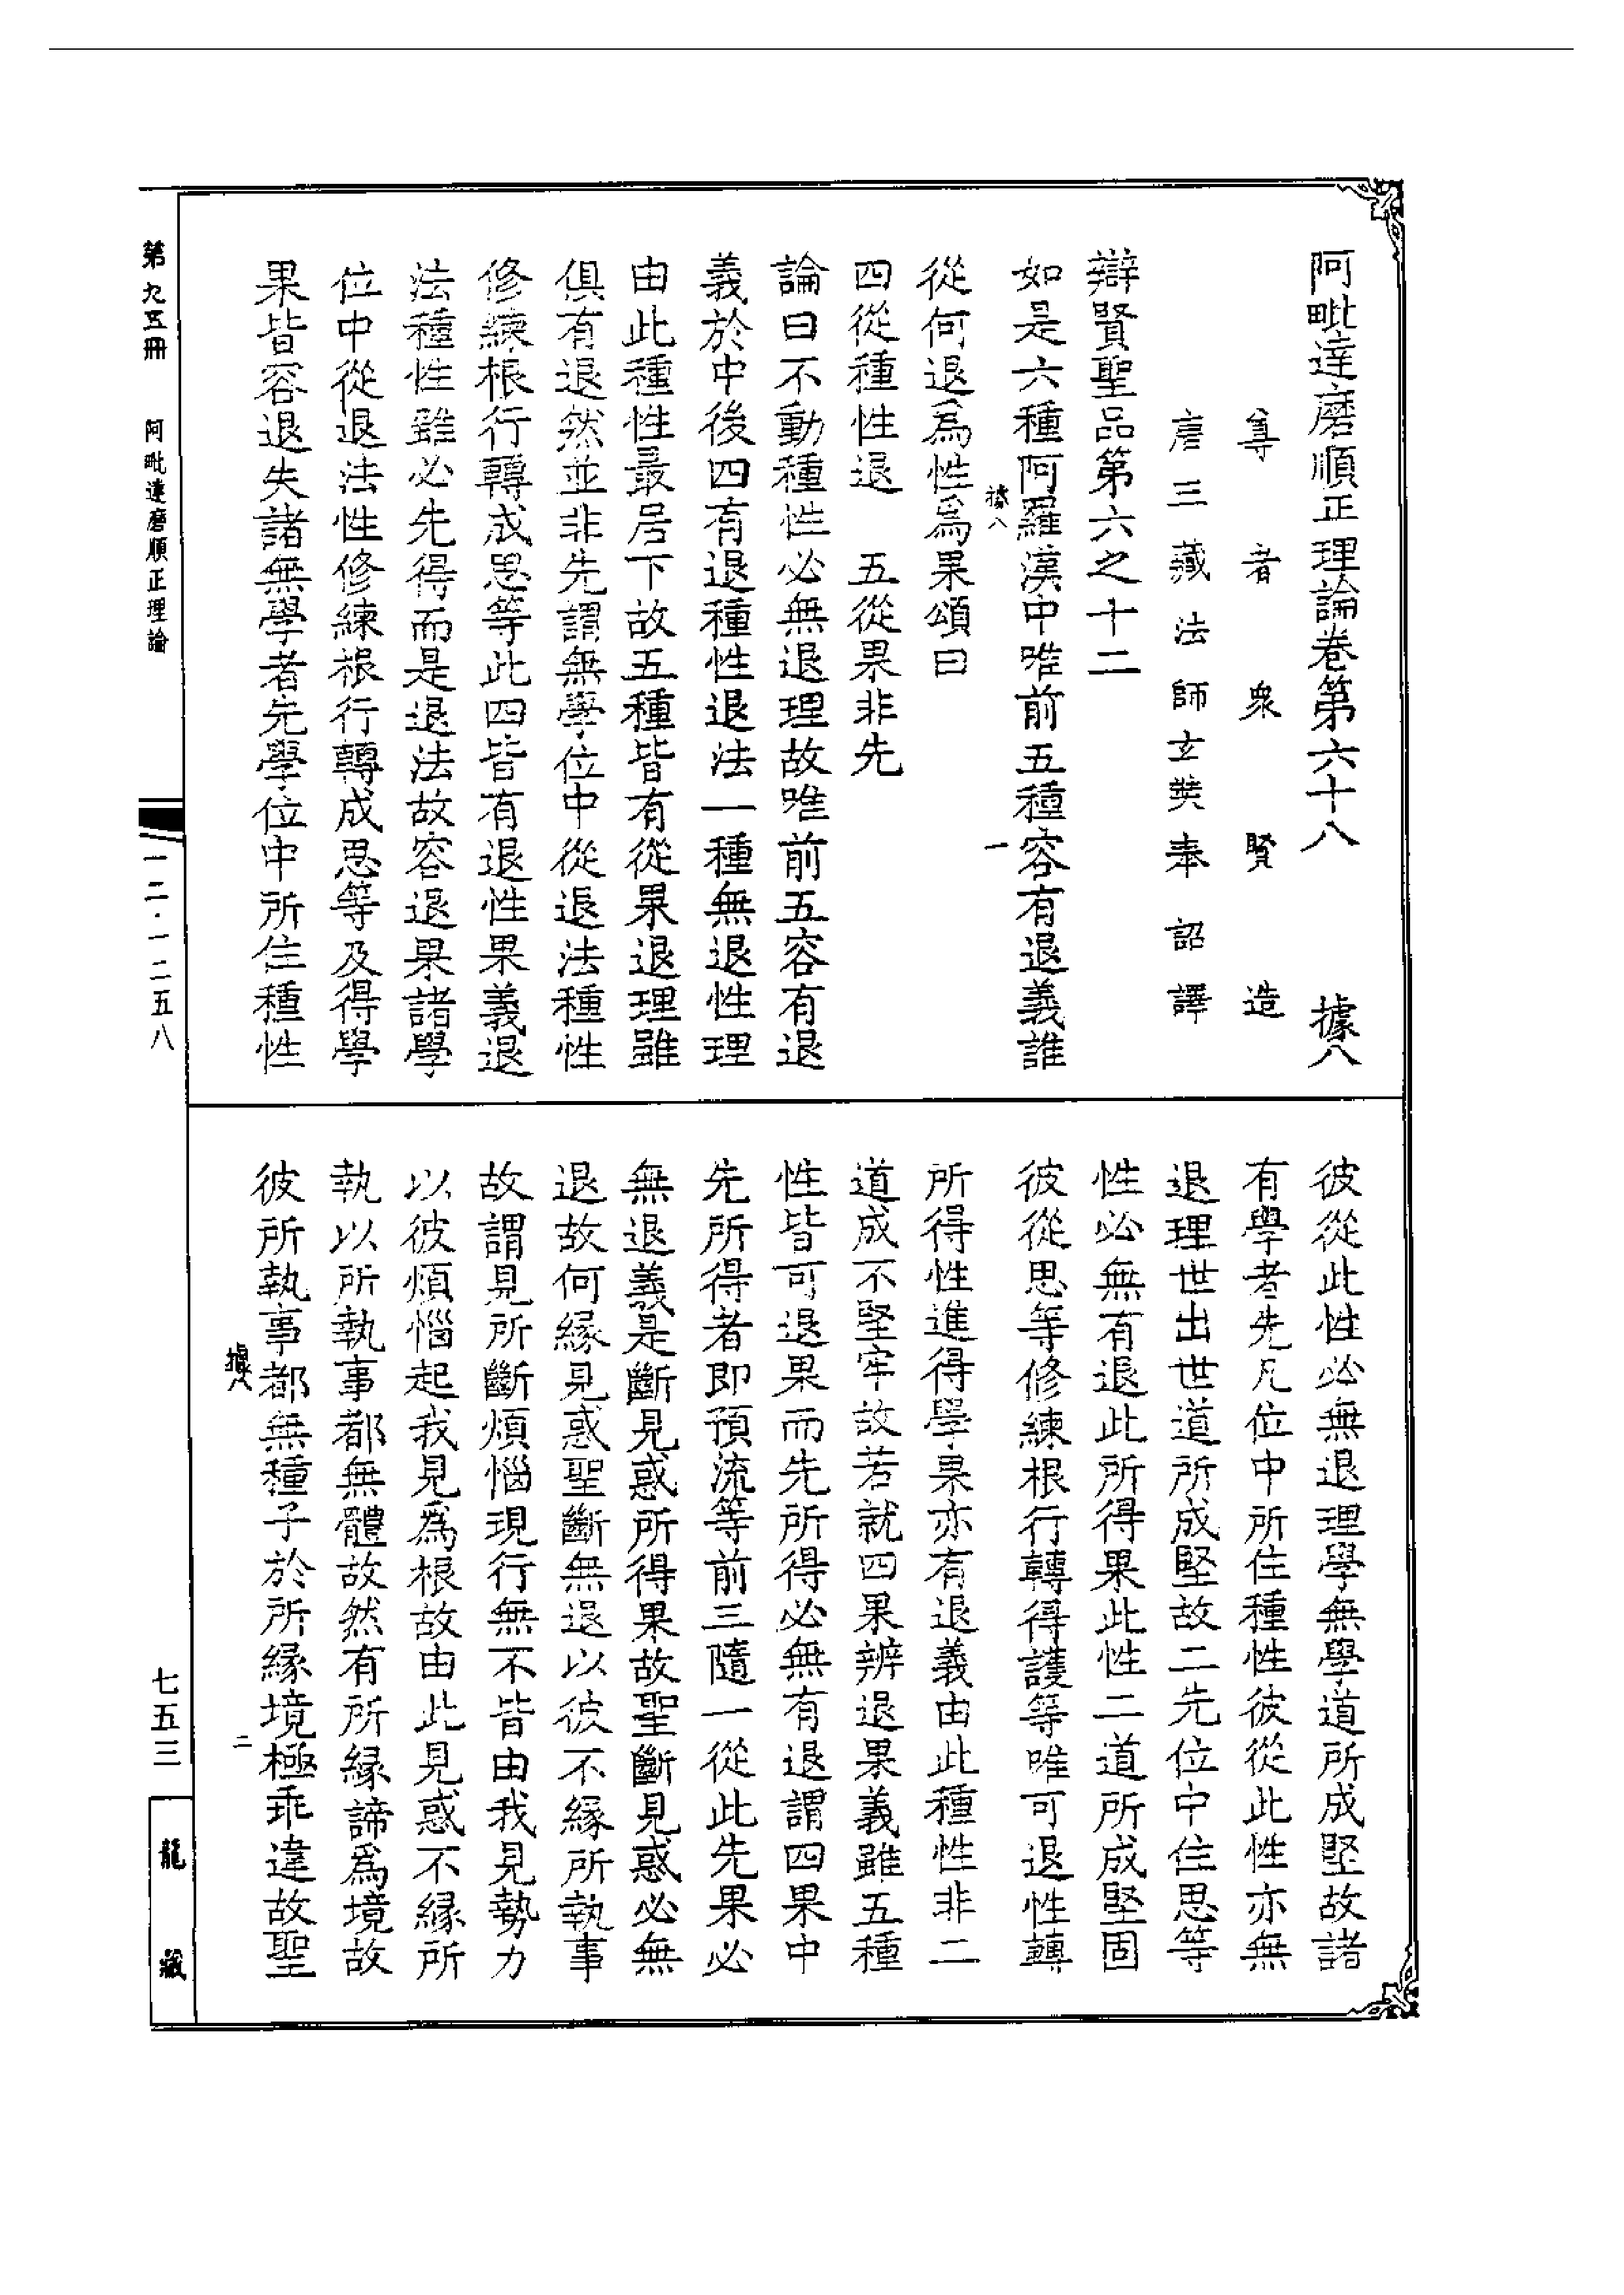 阿毗達磨順正理論卷第六十八　據八
尊者衆賢造
唐三藏法師玄奘奉詔譯
辯賢聖品第六之十二
如是六種阿羅漢中唯前五種容有退義誰
據八　一
從何退爲性爲果頌曰
四從種性退　五從果非先
論曰不動種性必無退理故唯前五容有退
義於中後四有退種性退法一種無退性理
由此種性最居下故五種皆有從果退理雖
俱有退然並非先謂無學位中從退法種性
修練根行轉成思等此四皆有退性果義退
法種性雖必先得而是退法故容退果諸學
位中從退法性修練根行轉成思等及得學
果皆容退失諸無學者先學位中所住種性
彼從此性必無退理學無學道所成堅故諸
有學者先凡位中所住種性彼從此性亦無
退理世出世道所成堅故二先位中住思等
性必無有退此所得果此性二道所成堅固
彼從思等修練根行轉得護等唯可退性轉
所得性進得學果亦有退義由此種性非二
道成不堅牢故若就四果辨退果義雖五種
性皆可退果而先所得必無有退謂四果中
先所得者即預流等前三隨一從此先果必
無退義是斷見惑所得果故聖斷見惑必無
退故何緣見惑聖斷無退以彼不緣所執事
故謂見所斷煩惱現行無不皆由我見勢力
以彼煩惱起我見爲根故由此見惑不緣所
執以所執事都無體故然有所緣諦爲境故
彼所執事都無種子於所緣境極乖違故聖
據八　二
第九五冊　阿毗達磨順正理論
一二·一二五八
七五三
龍藏